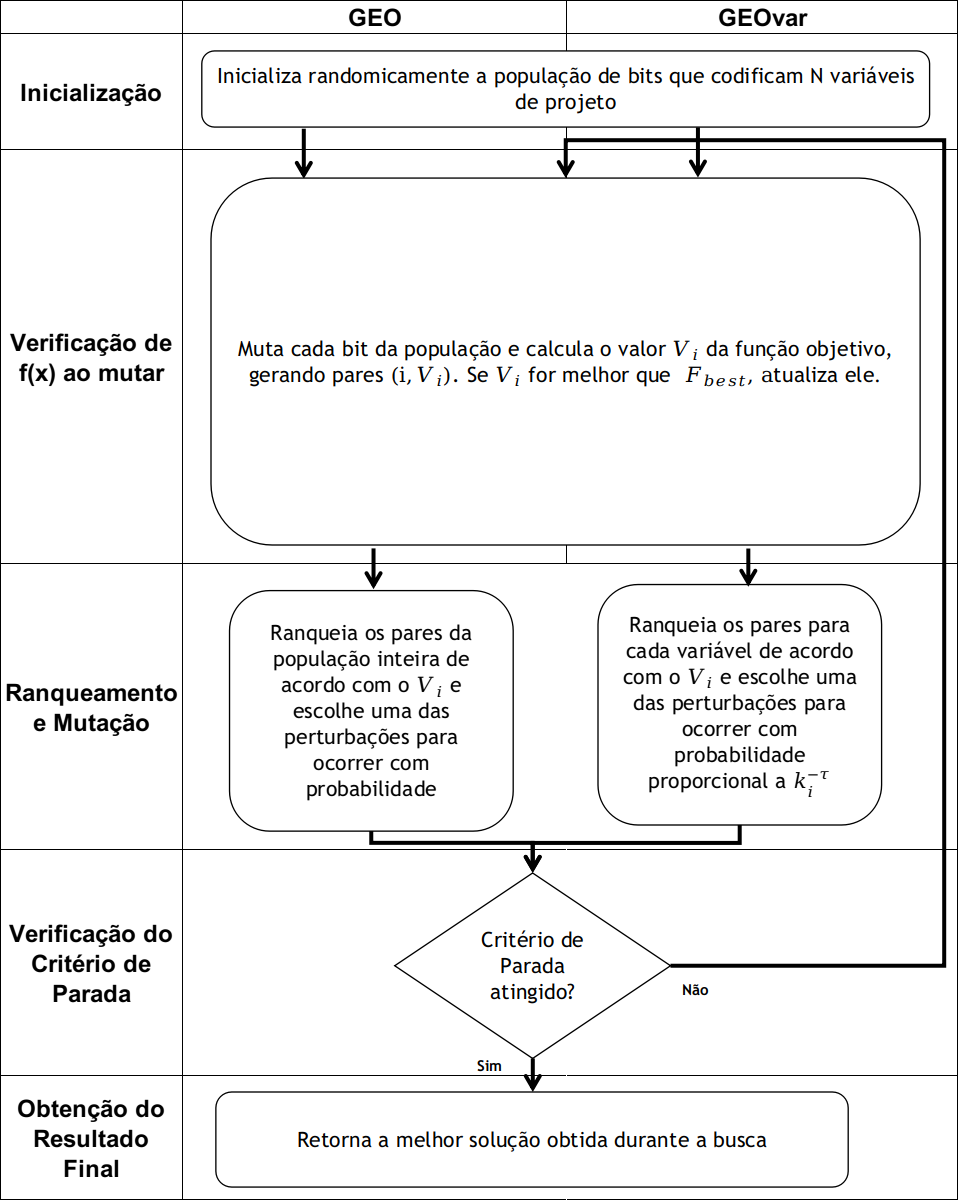 GEO
GEOvar
Inicialização
Inicializa randomicamente a população de bits que codificam N variáveis
de projeto
Verificação de
f(x) ao mutar
Muta cada bit da população e calcula o valor V_i da função objetivo,
gerando pares (i, V_i). Se V_i for melhor que F_best, atualiza ele.
Ranqueamento
e Mutação
Ranqueia os pares da
população inteira de
acordo com o V_i e
escolhe uma das
perturbações para
ocorrer com
probabilidade
Ranqueia os pares para
cada variável de acordo
com o V_i e escolhe uma
das perturbações para
ocorrer com
probabilidade
proporcional a k_i^{-τ}
Verificação do
Critério de
Parada
Critério de
Parada
atingido?
Não
Sim
Obtenção do
Resultado
Final
Retorna a melhor solução obtida durante a busca